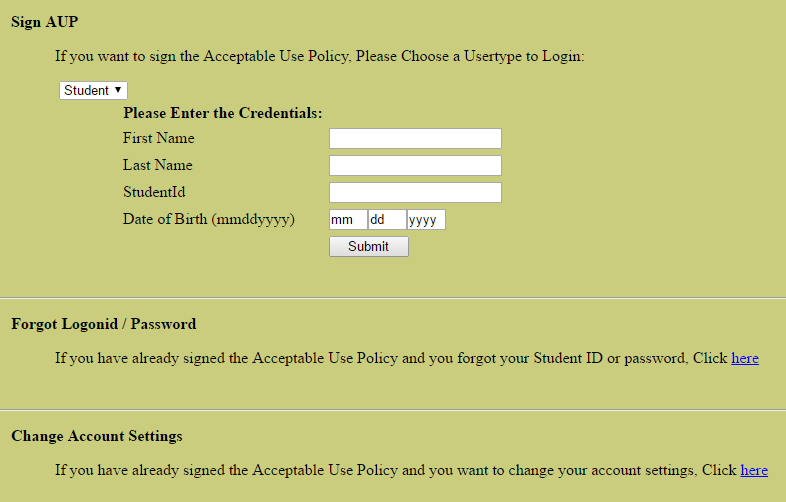 Sign AUP
If you want to sign the Acceptable Use Policy, Please Choose a Usertype to Login:
Student
Please Enter the Credentials:
First Name
Last Name
StudentId
Date of Birth (mmddyyyy) mm dd yyyy
Submit
Forgot Logonid / Password
If you have already signed the Acceptable Use Policy and you forgot your Student ID or password, Click here
Change Account Settings
If you have already signed the Acceptable Use Policy and you want to change your account settings, Click here